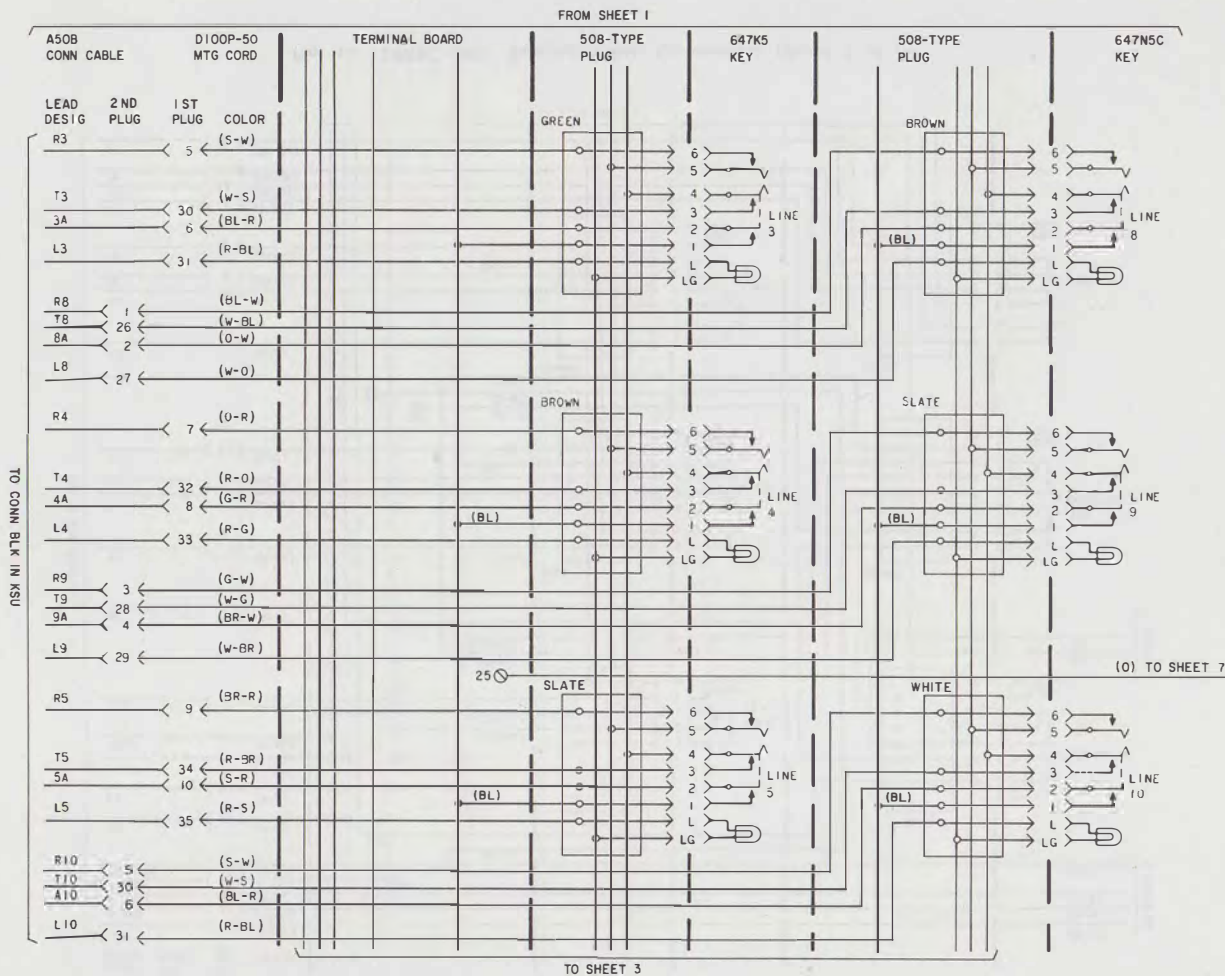 FROM SHEET 1
A50B CONN CABLE
D100P-50 MTG CORD
TERMINAL BOARD
508-TYPE PLUG
647K5 KEY
508-TYPE PLUG
647N5C KEY
LEAD DESIG
2ND PLUG
1ST PLUG
COLOR
TO CONN BLK IN KSU
R3 5 (S-W)
T3 30 (W-S)
3A 6 (BL-R)
L3 31 (R-BL)
R8 1 (BL-W)
T8 26 (W-BL)
8A 2 (O-W)
L8 27 (W-O)
R4 7 (O-R)
T4 32 (R-O)
4A 8 (G-R)
L4 33 (R-G)
R9 3 (G-W)
T9 28 (W-G)
9A 4 (BR-W)
L9 29 (W-BR)
R5 9 (BR-R)
T5 34 (R-BR)
5A 10 (S-R)
L5 35 (R-S)
R10 5 (S-W)
T10 30 (W-S)
A10 6 (BL-R)
L10 31 (R-BL)
GREEN
6
5
4
3
2
1
L
LG
LINE 3
BROWN
(BL)
6
5
4
3
2
1
L
LG
LINE 8
BROWN
(BL)
6
5
4
3
2
1
L
LG
LINE 4
SLATE
(BL)
6
5
4
3
2
1
L
LG
LINE 9
25
(O) TO SHEET 7
SLATE
(BL)
6
5
4
3
2
1
L
LG
LINE 5
WHITE
(BL)
6
5
4
3
2
1
L
LG
LINE 10
TO SHEET 3